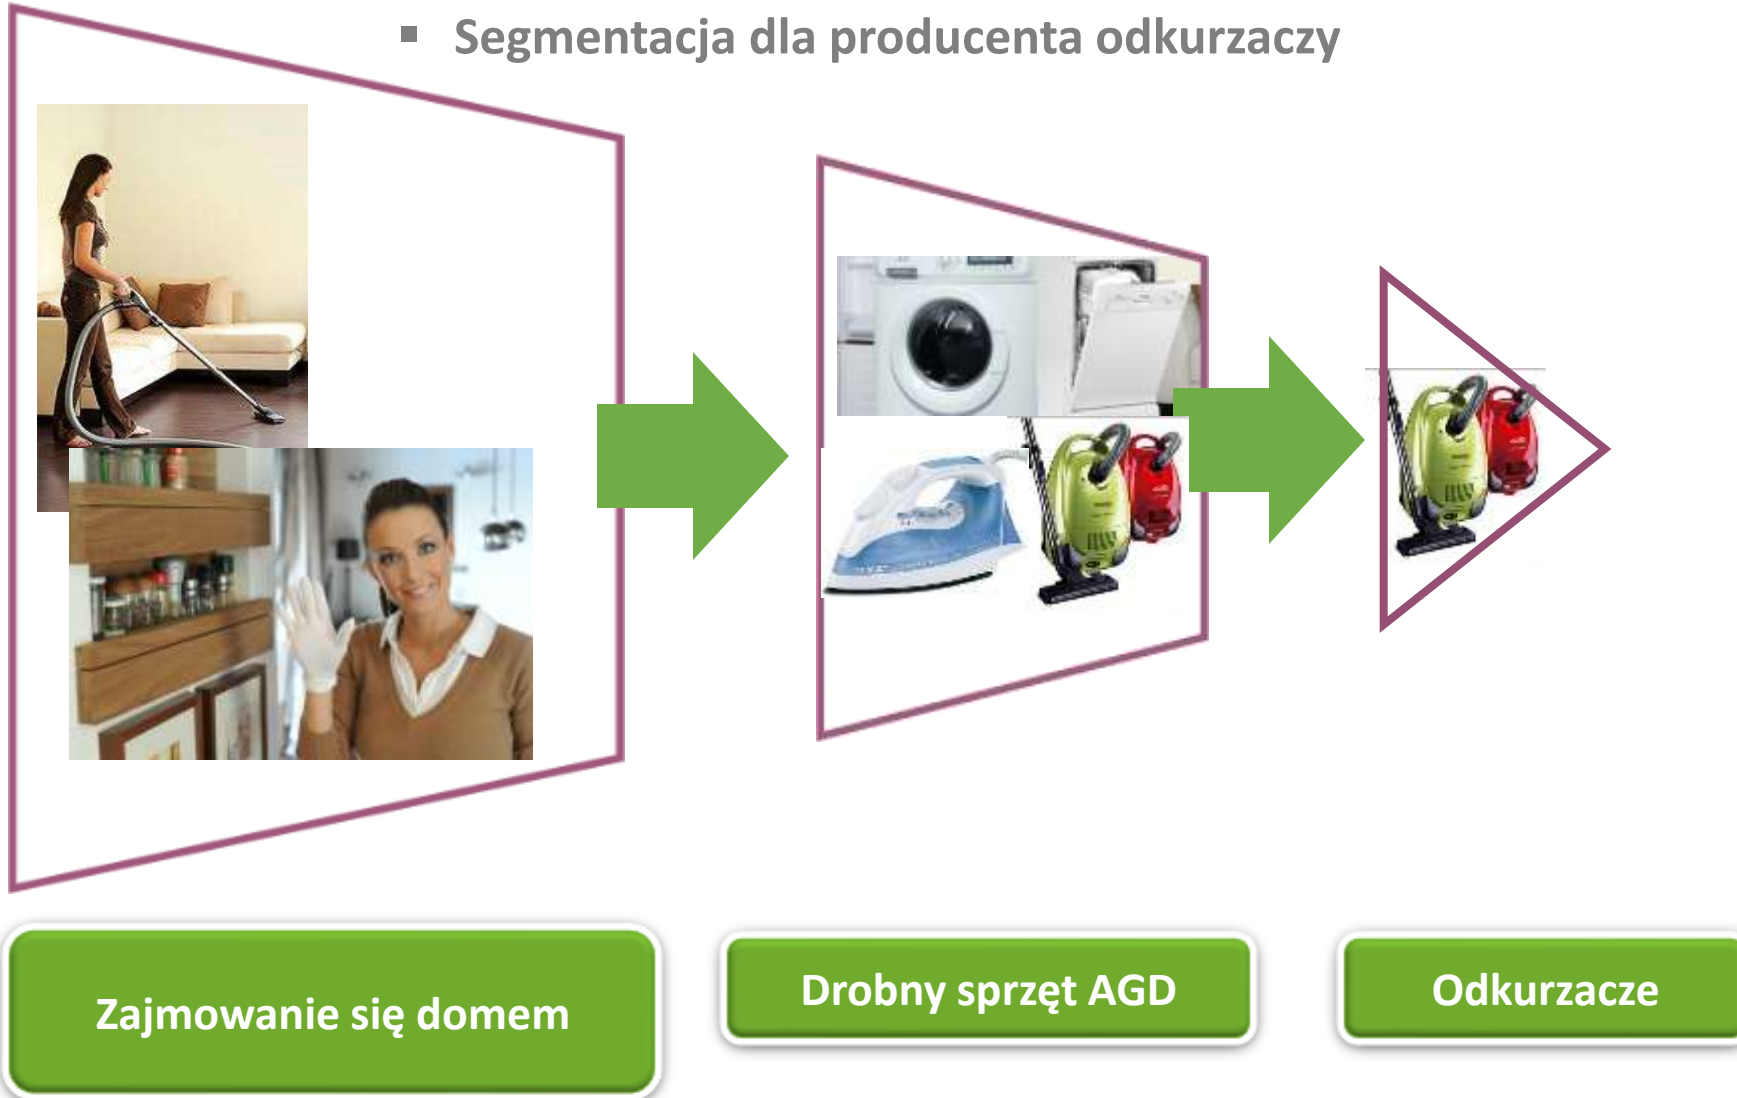 ▪ Segmentacja dla producenta odkurzaczy
Zajmowanie się domem
Drobny sprzęt AGD
Odkurzacze